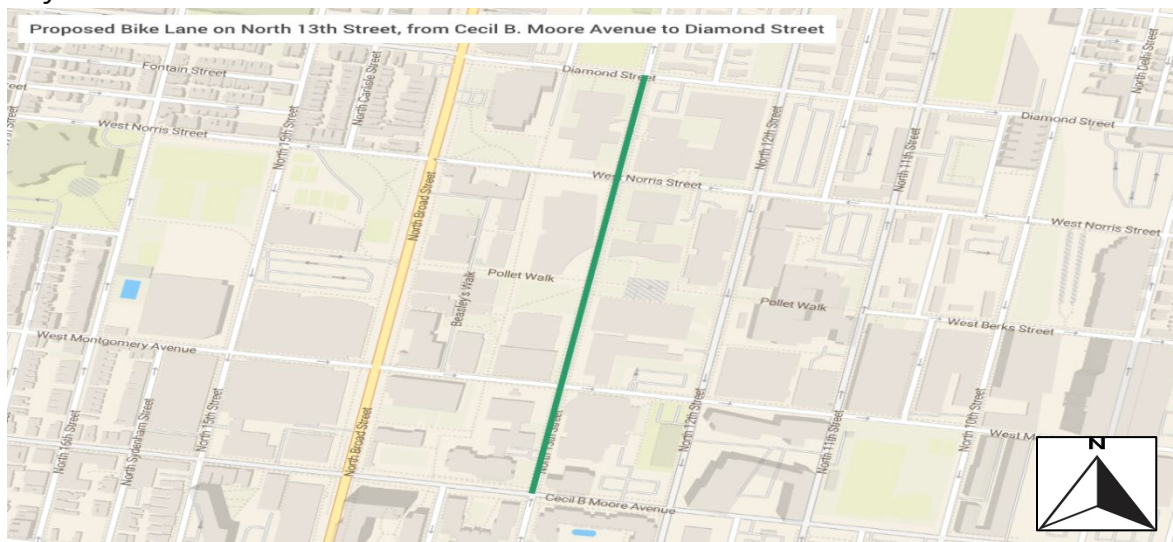 Proposed Bike Lane on North 13th Street, from Cecil B. Moore Avenue to Diamond Street
Fontain Street
North Carlisle Street
Diamond Street
North Delhi Street
West Norris Street
North 15th Street
North 12th Street
North 11th Street
Diamond Street
West Norris Street
North Broad Street
West Norris Street
Pollet Walk
Beasley's Walk
Pollet Walk
West Berks Street
West Montgomery Avenue
North 16th Street
North Sydenham Street
North 15th Street
North Broad Street
North 13th Street
North 12th Street
North 11th Street
North 10th Street
West M
N
Cecil B Moore Avenue